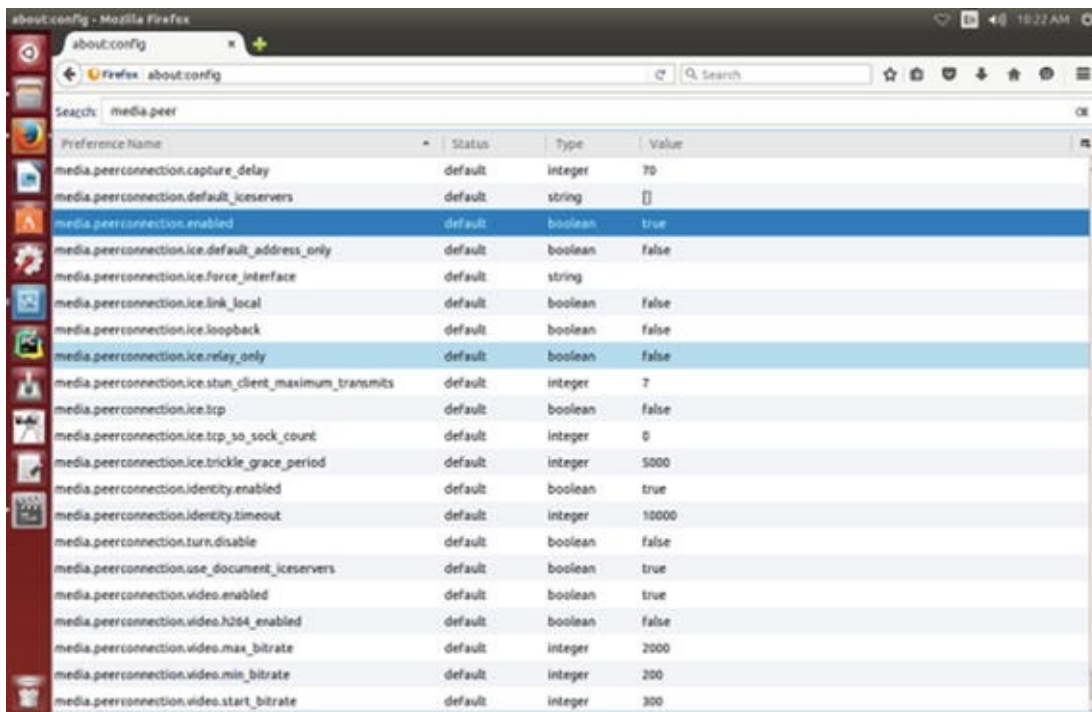 about:config - Mozilla Firefox En 10:22 AM
about:config
Firefox about:config Search
Search: media.peer
Preference Name Status Type Value
media.peerconnection.capture_delay default integer 70
media.peerconnection.default_iceservers default string []
media.peerconnection.enabled default boolean true
media.peerconnection.ice.default_address_only default boolean false
media.peerconnection.ice.force_interface default string
media.peerconnection.ice.link_local default boolean false
media.peerconnection.ice.loopback default boolean false
media.peerconnection.ice.relay_only default boolean false
media.peerconnection.ice.stun_client_maximum_transmits default integer 7
media.peerconnection.ice.tcp default boolean false
media.peerconnection.ice.tcp_so_sock_count default integer 0
media.peerconnection.ice.trickle_grace_period default integer 5000
media.peerconnection.identity.enabled default boolean true
media.peerconnection.identity.timeout default integer 10000
media.peerconnection.turn.disable default boolean false
media.peerconnection.use_document_iceservers default boolean true
media.peerconnection.video.enabled default boolean true
media.peerconnection.video.h264_enabled default boolean false
media.peerconnection.video.max_bitrate default integer 2000
media.peerconnection.video.min_bitrate default integer 200
media.peerconnection.video.start_bitrate default integer 300